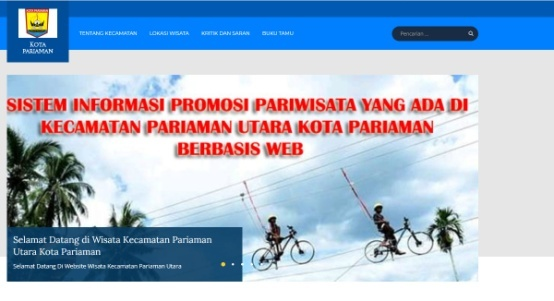 KOTA
PARIAMAN
TENTANG KECAMATAN LOKASI WISATA KRITIK DAN SARAN BUKU TAMU
Pencarian...
SISTEM INFORMASI PROMOSI PARIWISATA YANG ADA DI
KECAMATAN PARIAMAN UTARA KOTA PARIAMAN
BERBASIS WEB
Selamat Datang di Wisata Kecamatan Pariaman
Utara Kota Pariaman
Selamat Datang Di Website Wisata Kecamatan Pariaman Utara